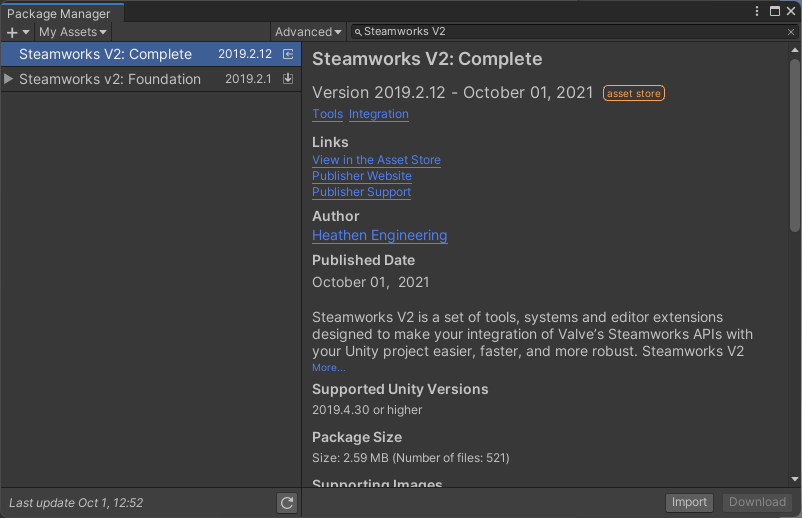 Package Manager
My Assets
Advanced
Steamworks V2
Steamworks V2: Complete 2019.2.12
Steamworks v2: Foundation 2019.2.1
Steamworks V2: Complete
Version 2019.2.12 - October 01, 2021 asset store
Tools Integration
Links
View in the Asset Store
Publisher Website
Publisher Support
Author
Heathen Engineering
Published Date
October 01, 2021
Steamworks V2 is a set of tools, systems and editor extensions
designed to make your integration of Valve's Steamworks APIs with
your Unity project easier, faster, and more robust. Steamworks V2
More...
Supported Unity Versions
2019.4.30 or higher
Package Size
Size: 2.59 MB (Number of files: 521)
Supporting Images
Last update Oct 1, 12:52
Import Download